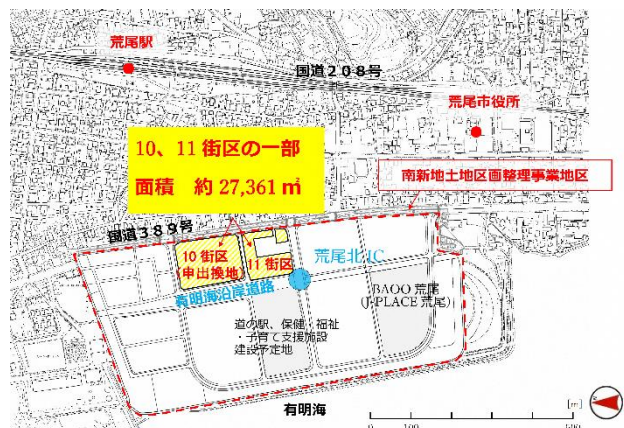 荒尾駅
国道208号
荒尾市役所
10、11 街区の一部
面積 約 27,361 ㎡
南新地土地区画整理事業地区
国道389号
10 街区
(申出換地)
11 街区
荒尾北 IC
有明海沿岸道路
BAOO 荒尾
(J-PLACE 荒尾)
道の駅、保健・福祉
・子育て支援施設
建設予定地
有明海
[m]
0 100 500